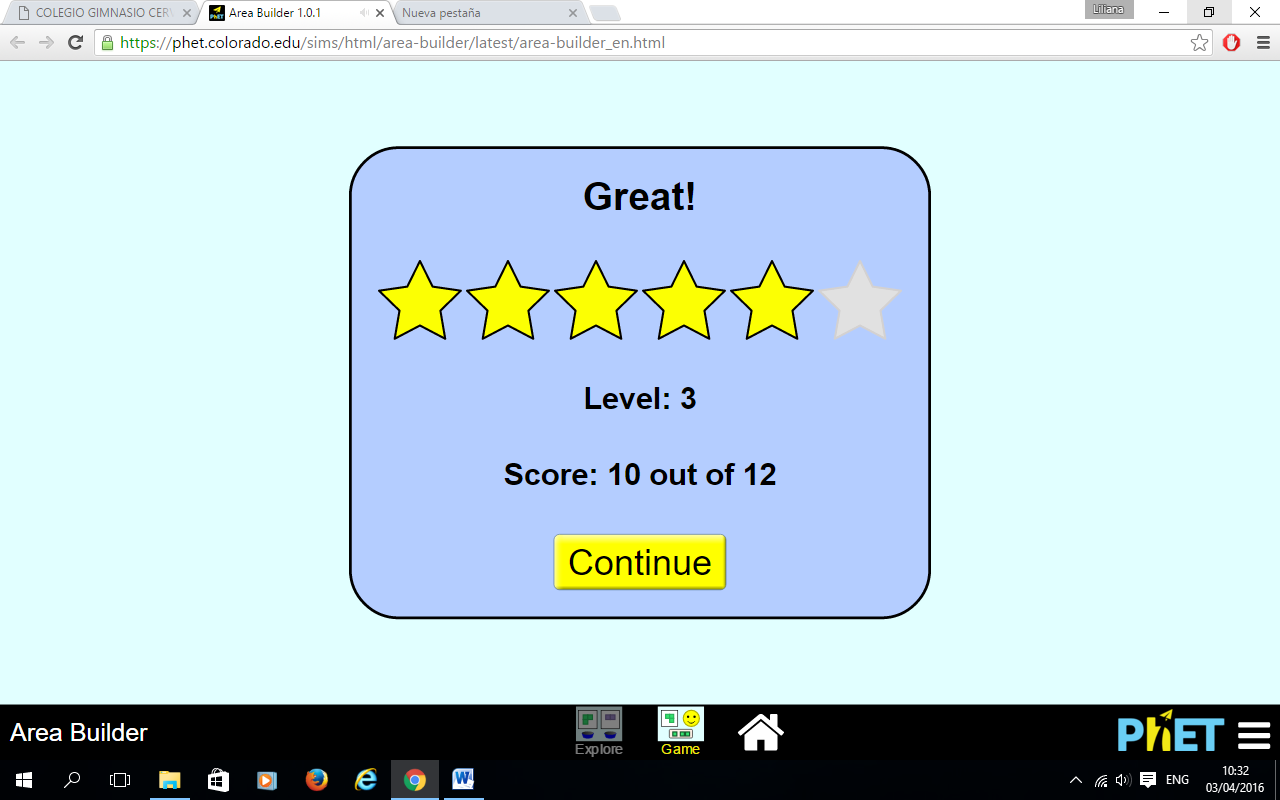 COLEGIO GIMNASIO CER
Area Builder 1.0.1
Nueva pestaña
Liliana
https://phet.colorado.edu/sims/html/area-builder/latest/area-builder_en.html
Great!
Level: 3
Score: 10 out of 12
Continue
Area Builder
Explore
Game
PhET
ENG
10:32
03/04/2016